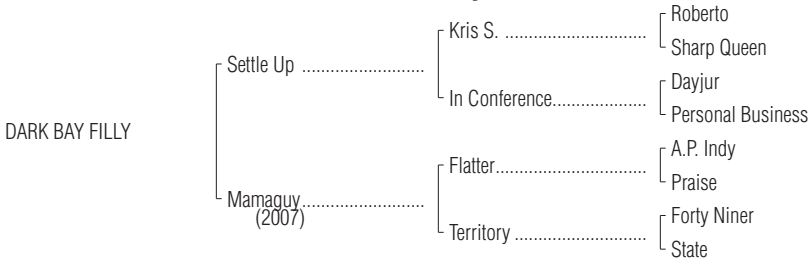 Roberto
Kris S. ..............................
Sharp Queen
Settle Up ..........................
Dayjur
In Conference....................
Personal Business
DARK BAY FILLY
A.P. Indy
Flatter................................
Praise
Mamaguy..........................
(2007)
Forty Niner
Territory ............................
State